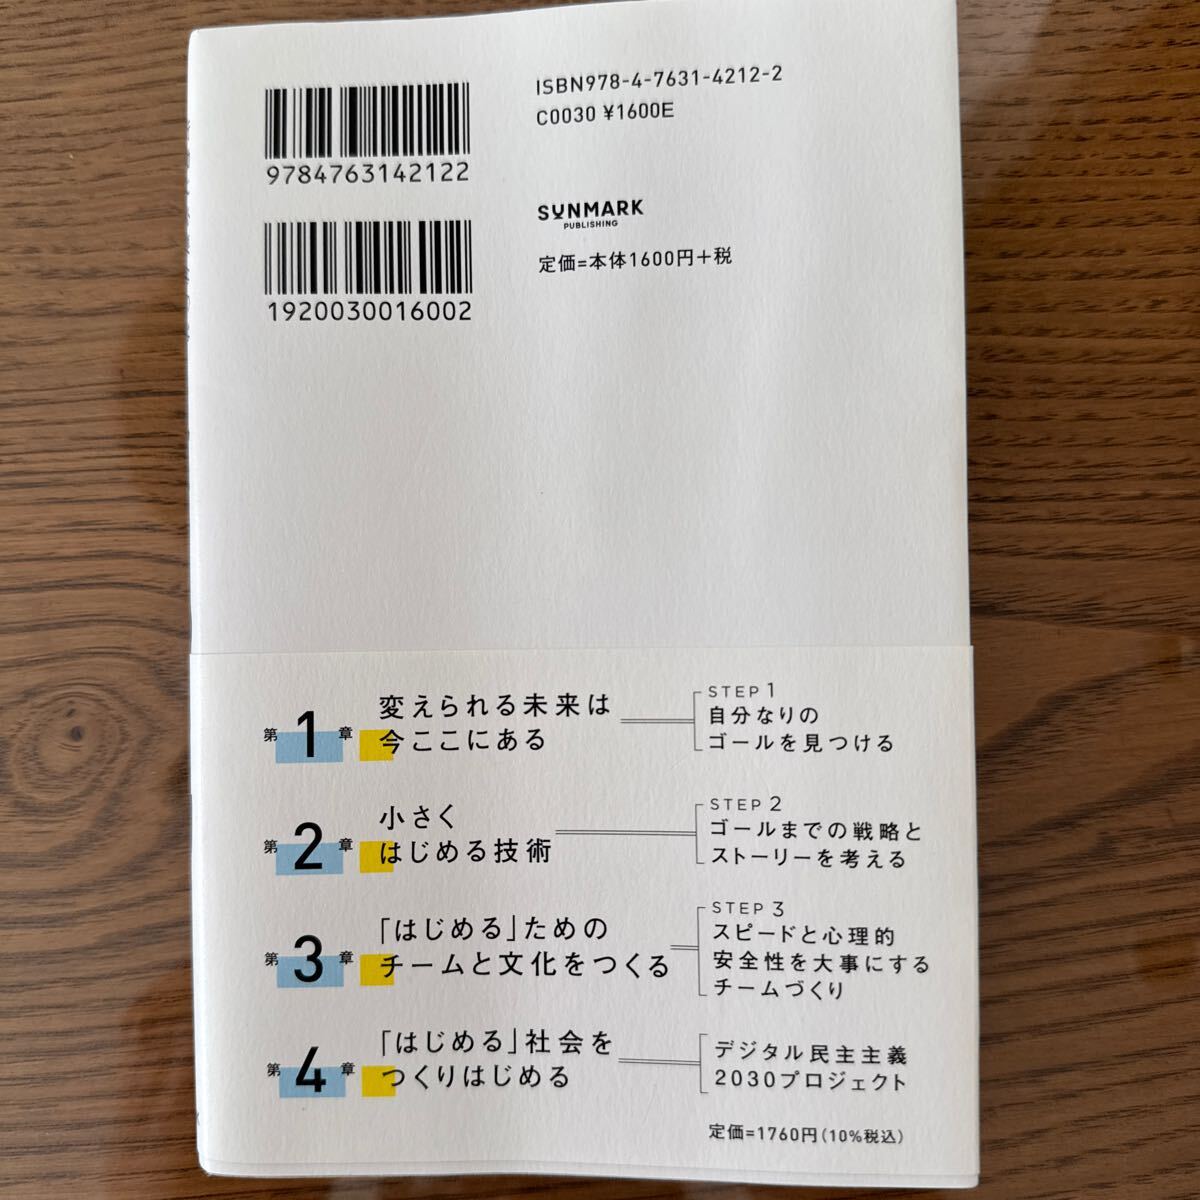 ISBN978-4-7631-4212-2
C0030 ¥1600E
9784763142122
SUNMARK
PUBLISHING
定価=本体1600円+税
1920030016002
第1章
変えられる未来は
今ここにある
STEP 1
自分なりの
ゴールを見つける
第2章
小さく
はじめる技術
STEP 2
ゴールまでの戦略と
ストーリーを考える
第3章
「はじめる」ための
チームと文化をつくる
STEP 3
スピードと心理的
安全性を大事にする
チームづくり
第4章
「はじめる」社会を
つくりはじめる
デジタル民主主義
2030プロジェクト
定価=1760円(10%税込)